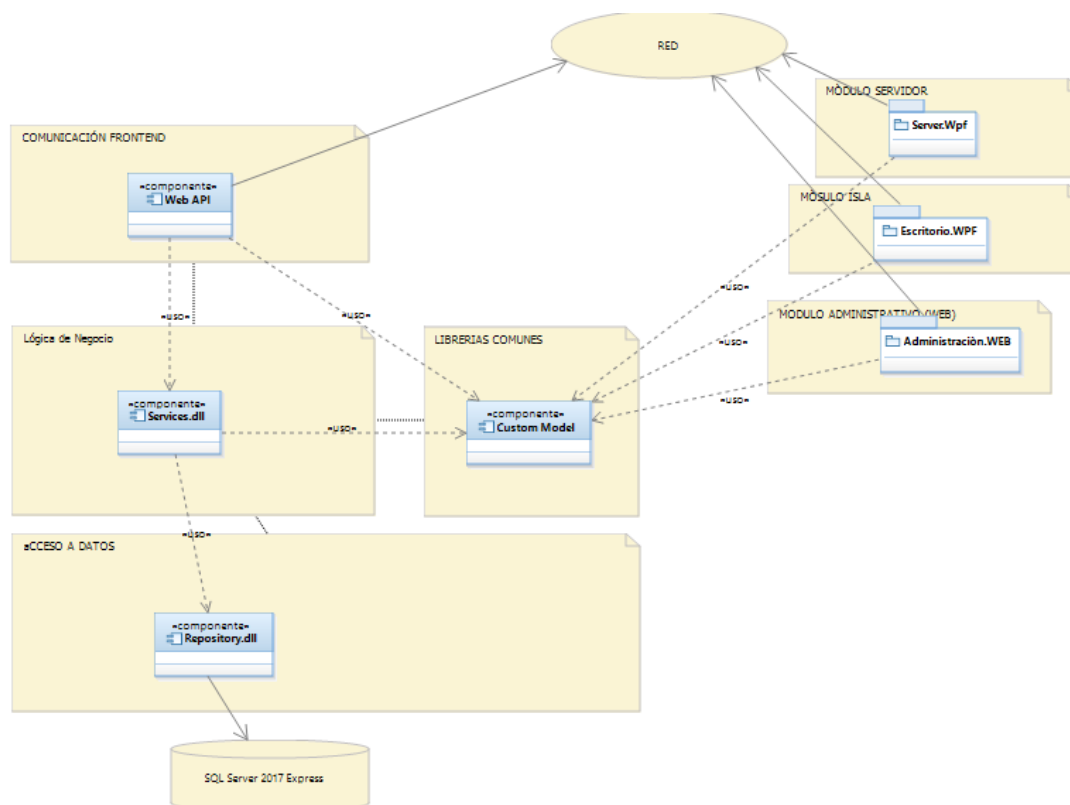 RED
MÒDULO SERVIDOR
Server.Wpf
COMUNICACIÓN FRONTEND
«componente»
Web API
MÒSULO ISLA
Escritorio.WPF
«uso»
MODULO ADMINISTRATIVO (WEB)
Administraciòn.WEB
«uso»
«uso»
Lógica de Negocio
LIBRERIAS COMUNES
«uso»
«uso»
«componente»
Services.dll
«componente»
Custom Model
«uso»
«uso»
«uso»
aCCESO A DATOS
«componente»
Repository.dll
SQL Server 2017 Express